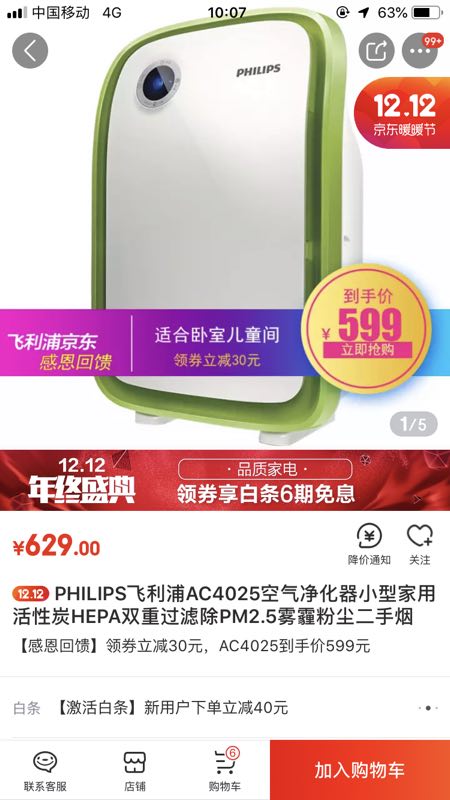 中国移动 4G 10:07 63%
99+
PHILIPS
12.12
京东暖暖节
飞利浦京东
感恩回馈
适合卧室儿童间
领券立减30元
到手价
¥599
立即抢购
1/5
12.12
年终盛典
·品质家电·
领券享白条6期免息
¥629.00
降价通知
关注
12.12 PHILIPS飞利浦AC4025空气净化器小型家用
活性炭HEPA双重过滤除PM2.5雾霾粉尘二手烟
【感恩回馈】领券立减30元，AC4025到手价599元
白条 【激活白条】新用户下单立减40元
联系客服
店铺
6
购物车
加入购物车